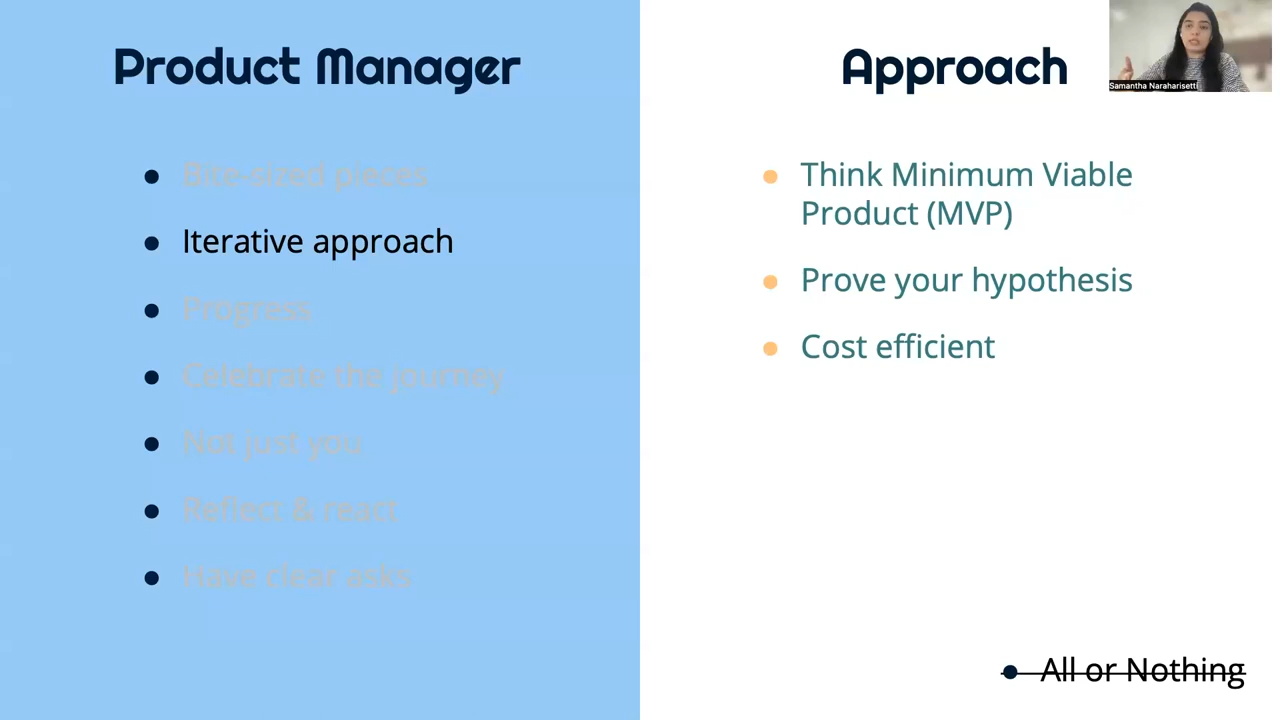 Product Manager
Bite-sized pieces
Iterative approach
Progress
Celebrate the journey
Not just you
Reflect & react
Have clear asks
Approach
Think Minimum Viable
Product (MVP)
Prove your hypothesis
Cost efficient
All or Nothing
Samantha Naraharisetti